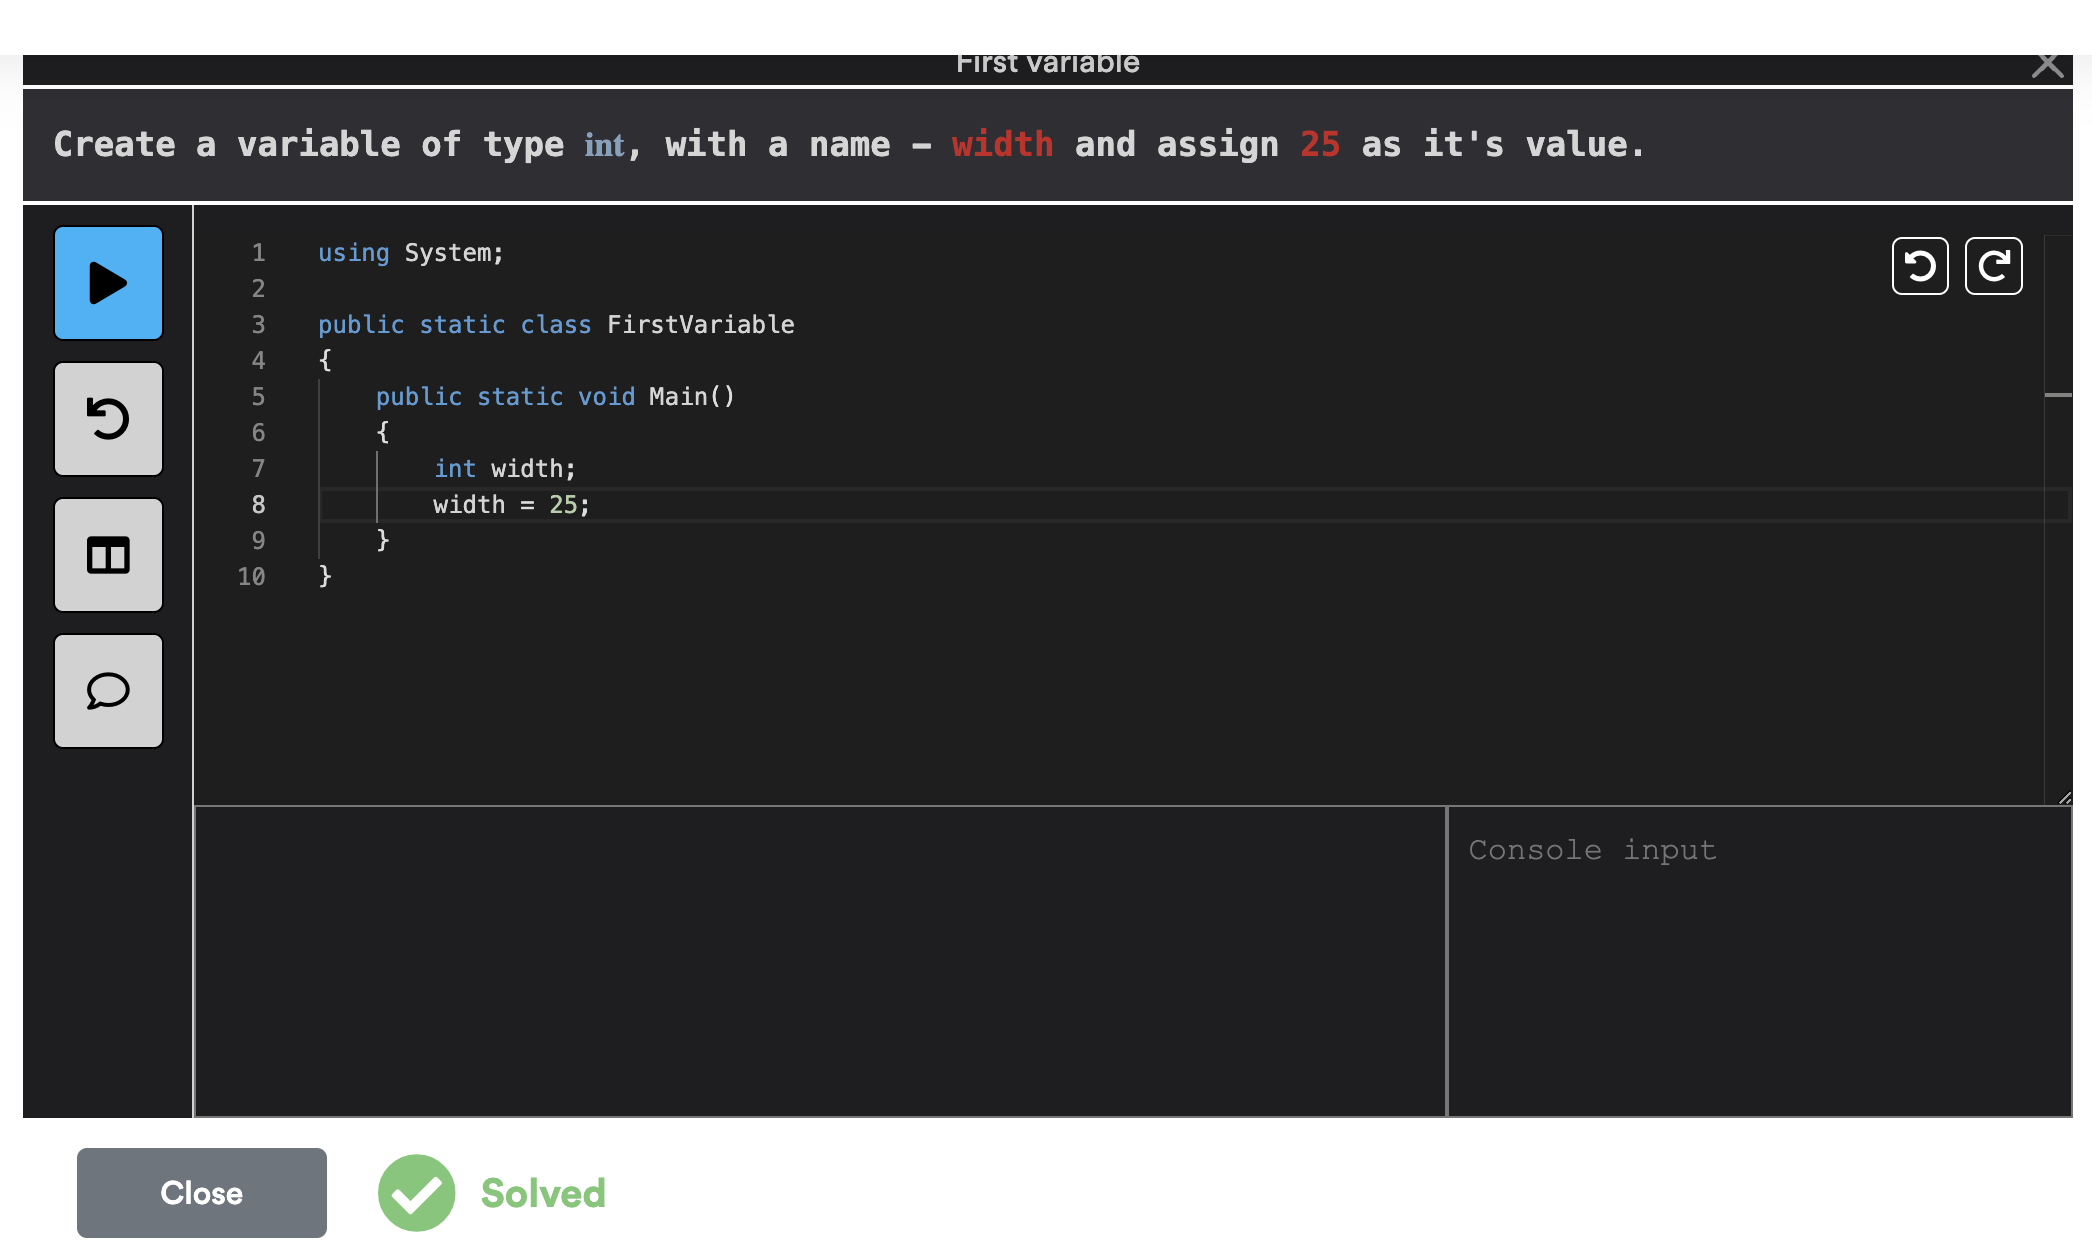 First variable
Create a variable of type int, with a name - width and assign 25 as it's value.
1 using System;
2
3 public static class FirstVariable
4 {
5 public static void Main()
6 {
7 int width;
8 width = 25;
9 }
10 }
Console input
Close
Solved